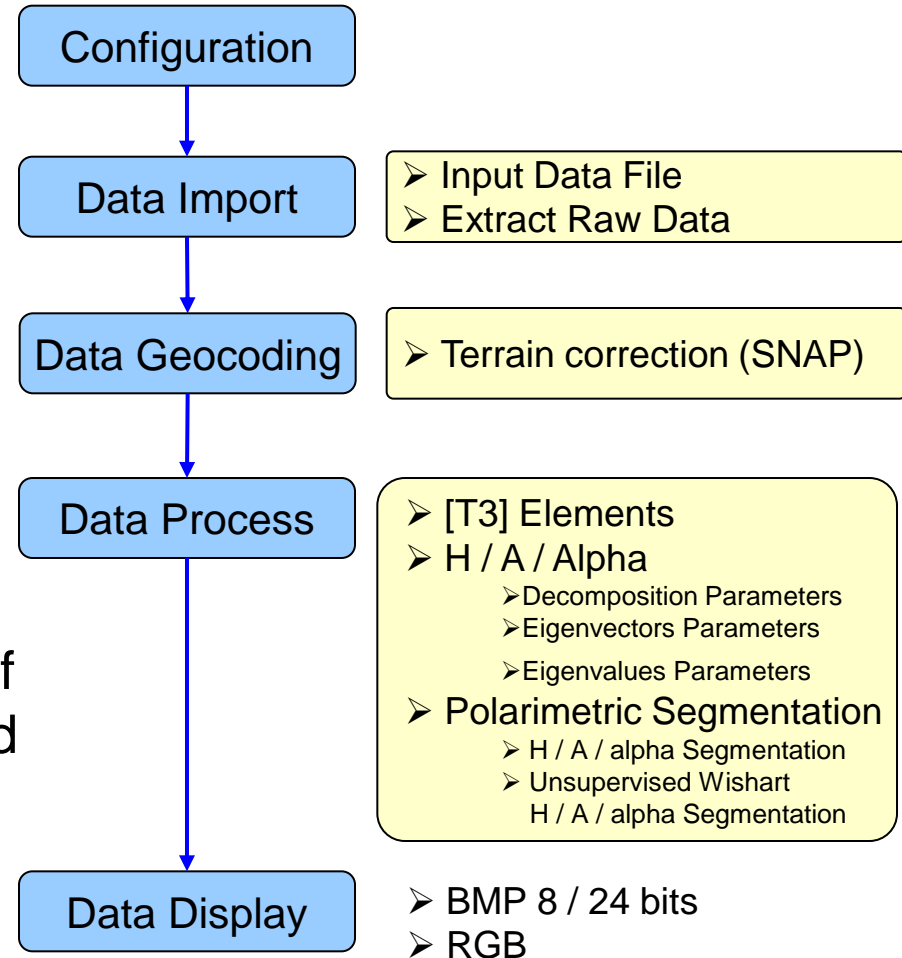 Configuration
Data Import
➢ Input Data File
➢ Extract Raw Data
Data Geocoding
➢ Terrain correction (SNAP)
Data Process
➢ [T3] Elements
➢ H / A / Alpha
➢Decomposition Parameters
➢Eigenvectors Parameters
➢Eigenvalues Parameters
➢ Polarimetric Segmentation
➢ H / A / alpha Segmentation
➢ Unsupervised Wishart
H / A / alpha Segmentation
f
d
Data Display
➢ BMP 8 / 24 bits
➢ RGB